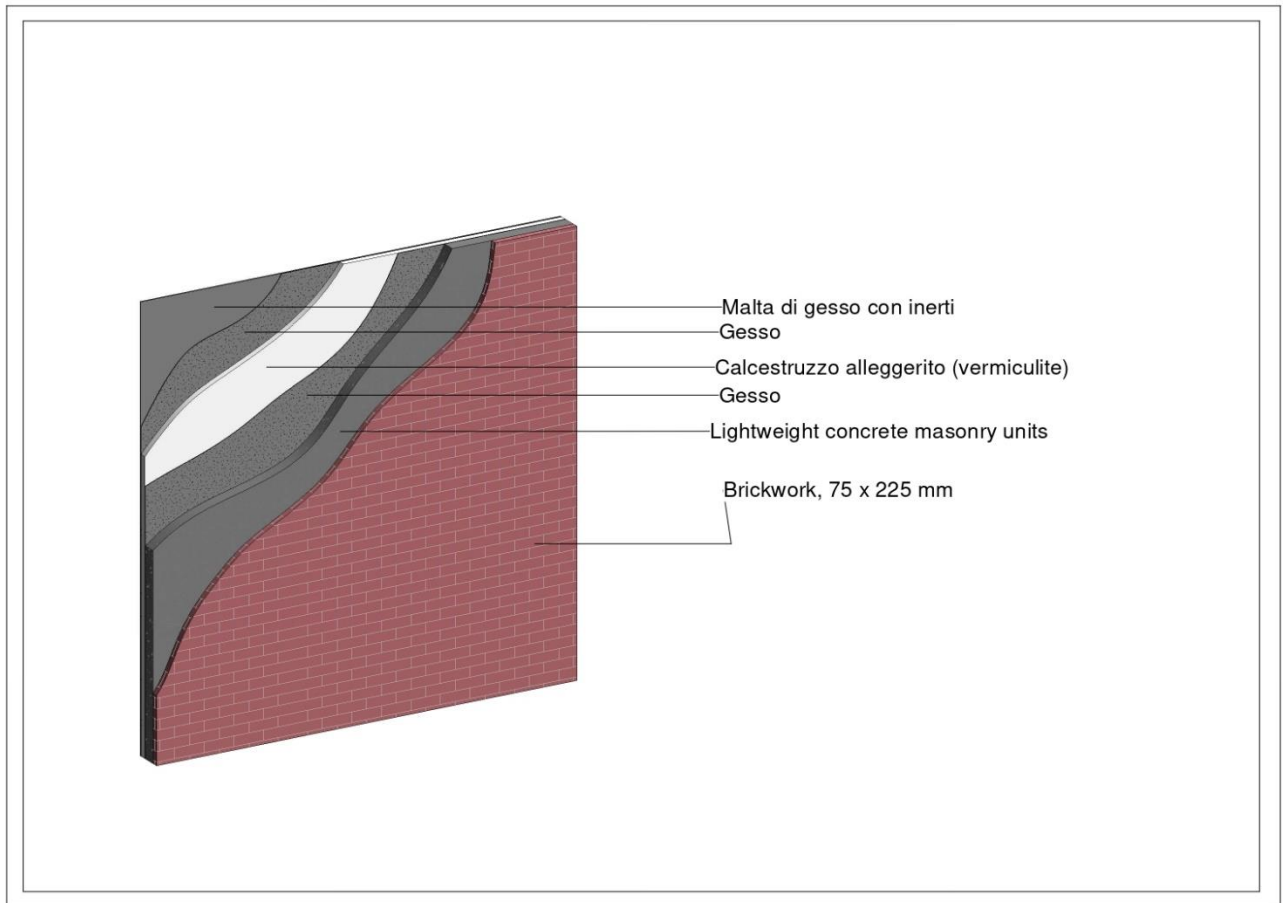 Malta di gesso con inerti
Gesso
Calcestruzzo alleggerito (vermiculite)
Gesso
Lightweight concrete masonry units
Brickwork, 75 x 225 mm